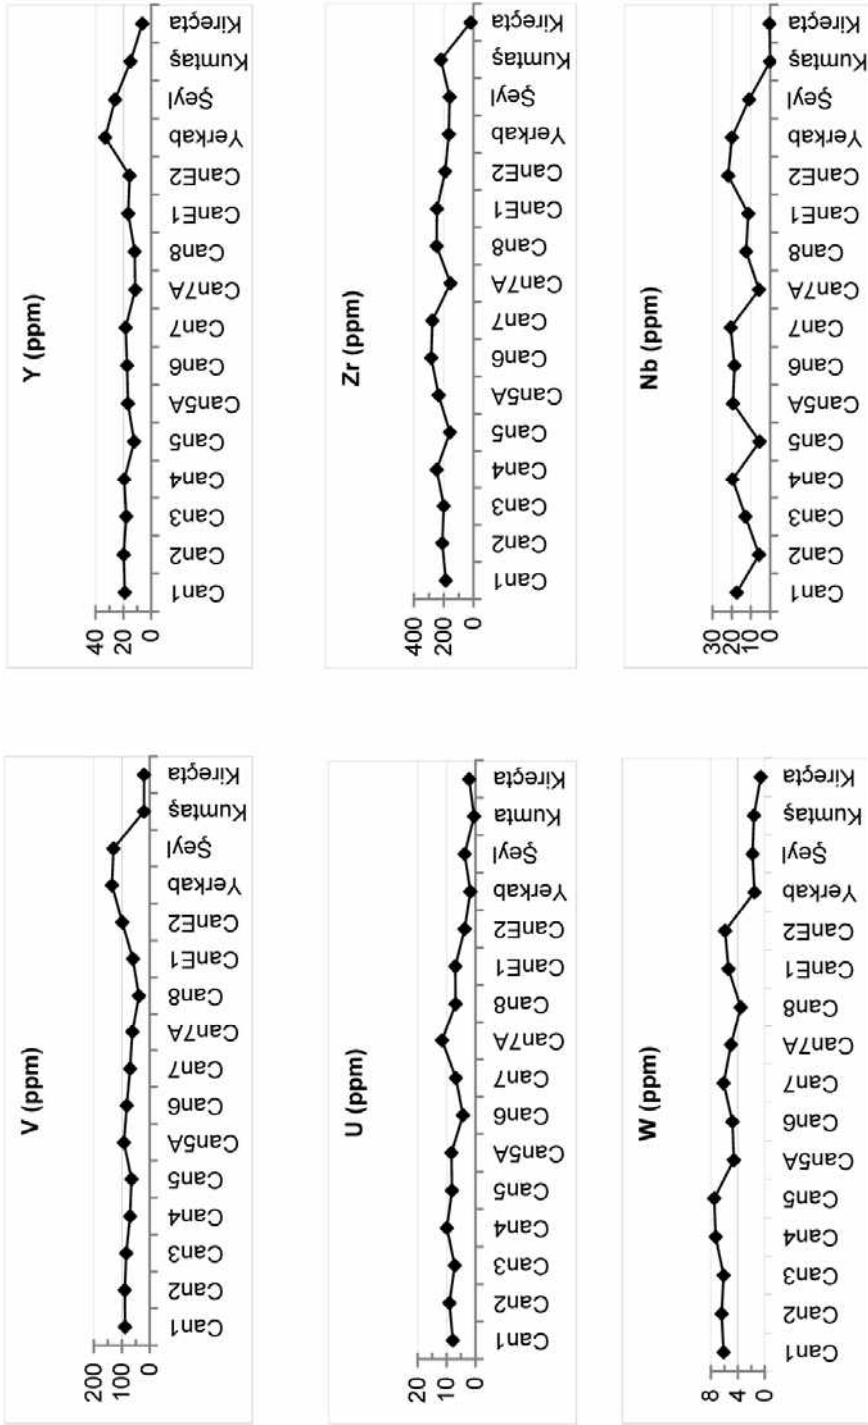 V (ppm)
200
100
0
Can1
Can2
Can3
Can4
Can5
Can5A
Can6
Can7
Can7A
Can8
CanE1
CanE2
Yerkab
Şeyl
Kumtaş
Kireçta
Y (ppm)
40
20
0
Can1
Can2
Can3
Can4
Can5
Can5A
Can6
Can7
Can7A
Can8
CanE1
CanE2
Yerkab
Şeyl
Kumtaş
Kireçta
U (ppm)
20
10
0
Can1
Can2
Can3
Can4
Can5
Can5A
Can6
Can7
Can7A
Can8
CanE1
CanE2
Yerkab
Şeyl
Kumta
Kireçta
Zr (ppm)
400
200
0
Can1
Can2
Can3
Can4
Can5
Can5A
Can6
Can7
Can7A
Can8
CanE1
CanE2
Yerkab
Şeyl
Kumtaş
Kireçta
W (ppm)
8
4
0
Can1
Can2
Can3
Can4
Can5
Can5A
Can6
Can7
Can7A
Can8
CanE1
CanE2
Yerkab
Şeyl
Kumtaş
Kireçta
Nb (ppm)
30
20
10
0
Can1
Can2
Can3
Can4
Can5
Can5A
Can6
Can7
Can7A
Can8
CanE1
CanE2
Yerkab
Şeyl
Kumtaş
Kireçta